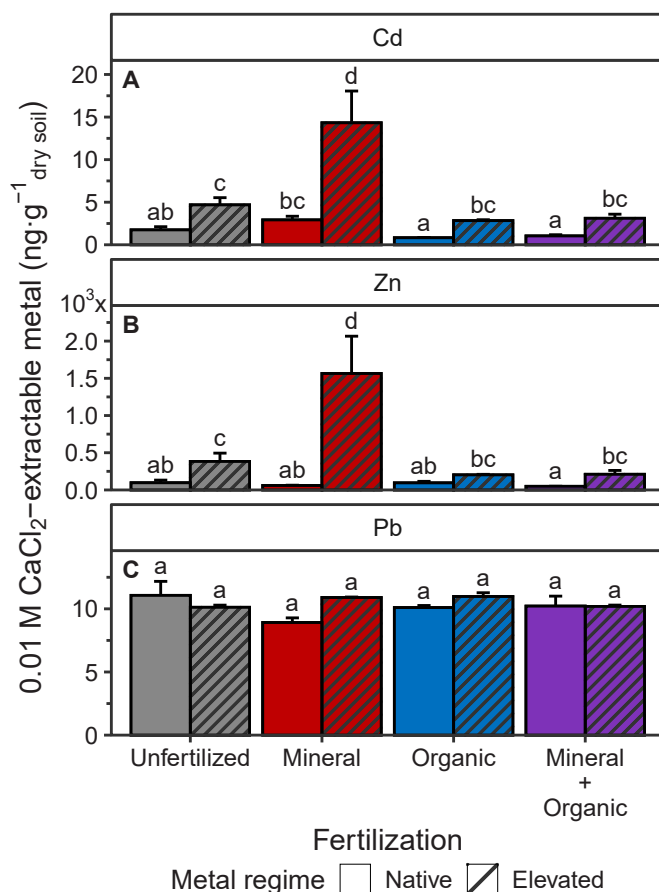 Cd
A
20
15
10
5
0
ab c bc d a bc a bc
Zn
10³x
B
2.0
1.5
1.0
0.5
0.0
ab c ab d ab bc a bc
Pb
C
10
5
0
a a a a a a a a
0.01 M CaCl₂−extractable metal (ng·g⁻¹ dry soil)
Unfertilized Mineral Organic Mineral
+
Organic
Fertilization
Metal regime Native Elevated